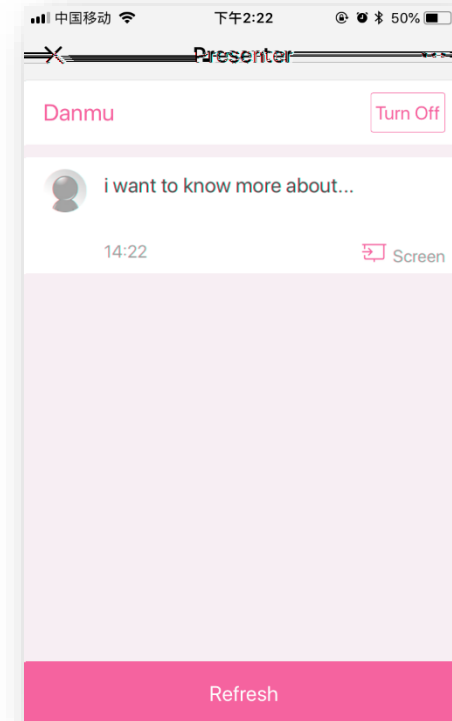 中国移动 下午2:22 50%
Presenter
Danmu Turn Off
i want to know more about...
14:22 Screen
Refresh